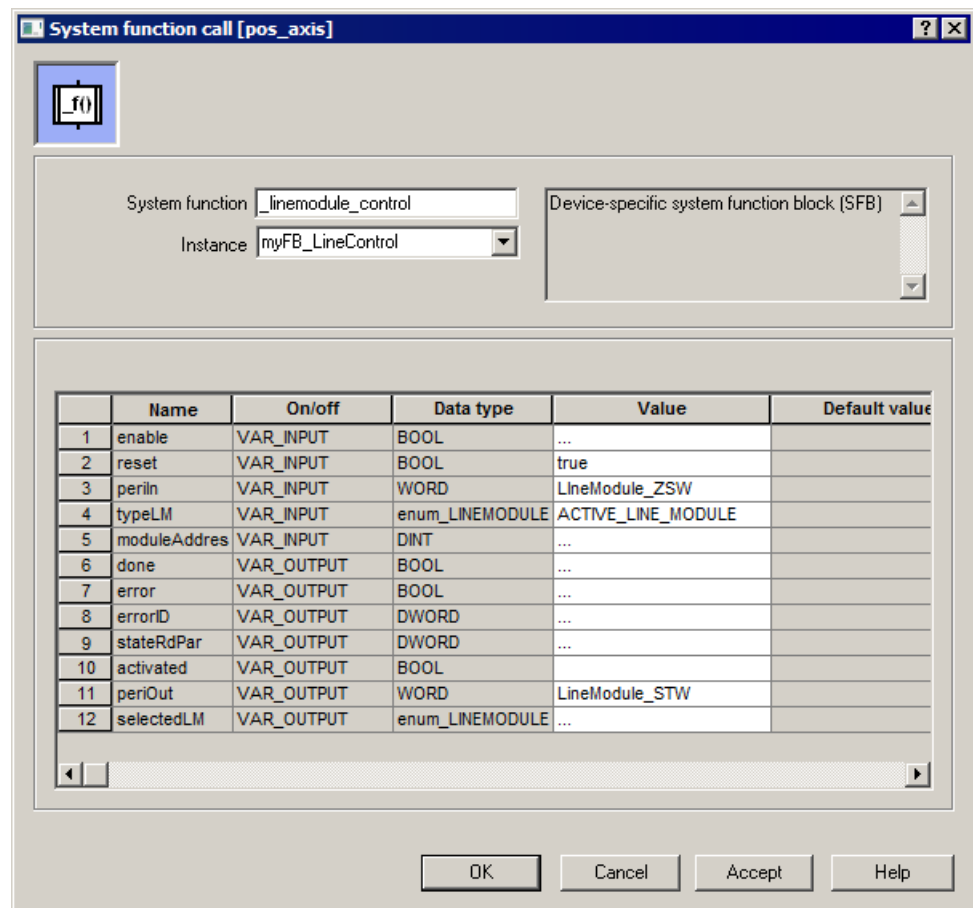 System function call [pos_axis]
_f()
System function _linemodule_control
Device-specific system function block (SFB)
Instance myFB_LineControl
Name On/off Data type Value Default value
1 enable VAR_INPUT BOOL ...
2 reset VAR_INPUT BOOL true
3 periIn VAR_INPUT WORD LIneModule_ZSW
4 typeLM VAR_INPUT enum_LINEMODULE ACTIVE_LINE_MODULE
5 moduleAddres VAR_INPUT DINT ...
6 done VAR_OUTPUT BOOL ...
7 error VAR_OUTPUT BOOL ...
8 errorID VAR_OUTPUT DWORD ...
9 stateRdPar VAR_OUTPUT DWORD ...
10 activated VAR_OUTPUT BOOL
11 periOut VAR_OUTPUT WORD LineModule_STW
12 selectedLM VAR_OUTPUT enum_LINEMODULE ...
OK Cancel Accept Help